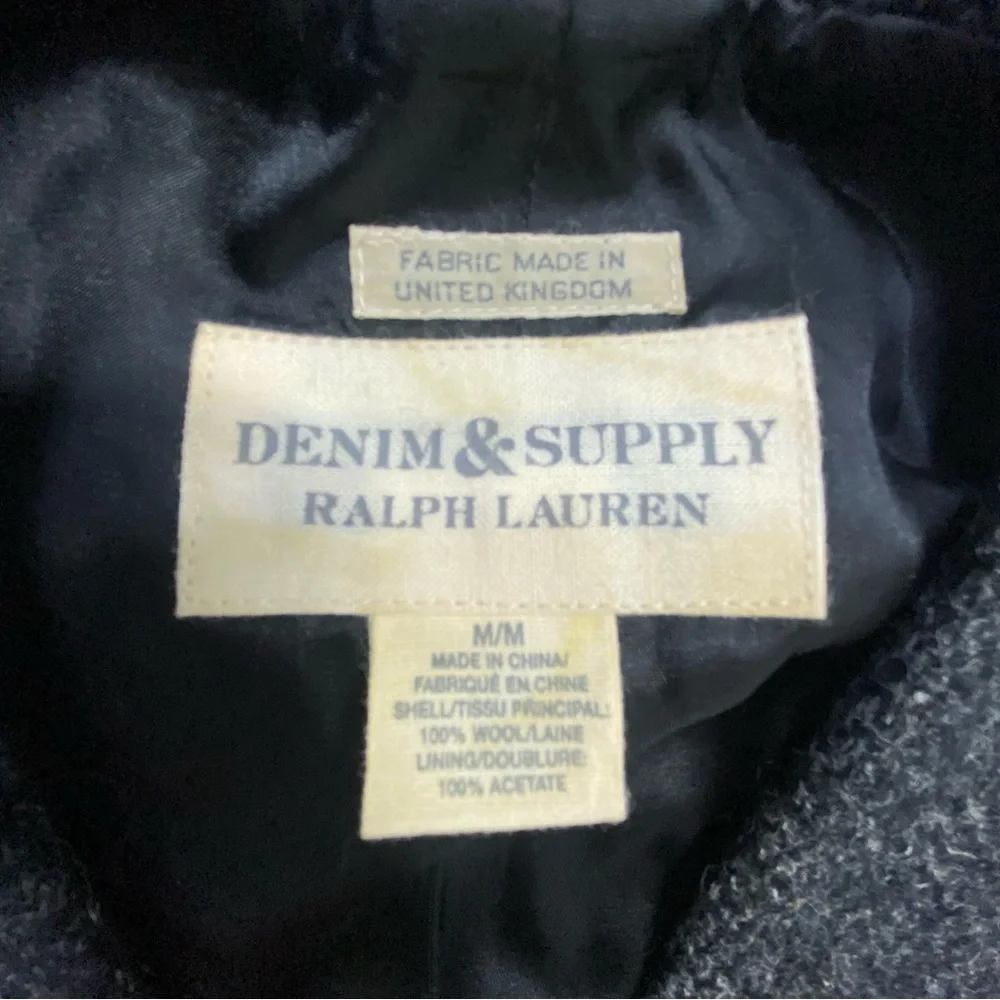 FABRIC MADE IN
UNITED KINGDOM
DENIM & SUPPLY
RALPH LAUREN
M/M
MADE IN CHINA/
FABRIQUÉ EN CHINE
SHELL/TISSU PRINCIPAL:
100% WOOL/LAINE
LINING/DOUBLURE:
100% ACETATE